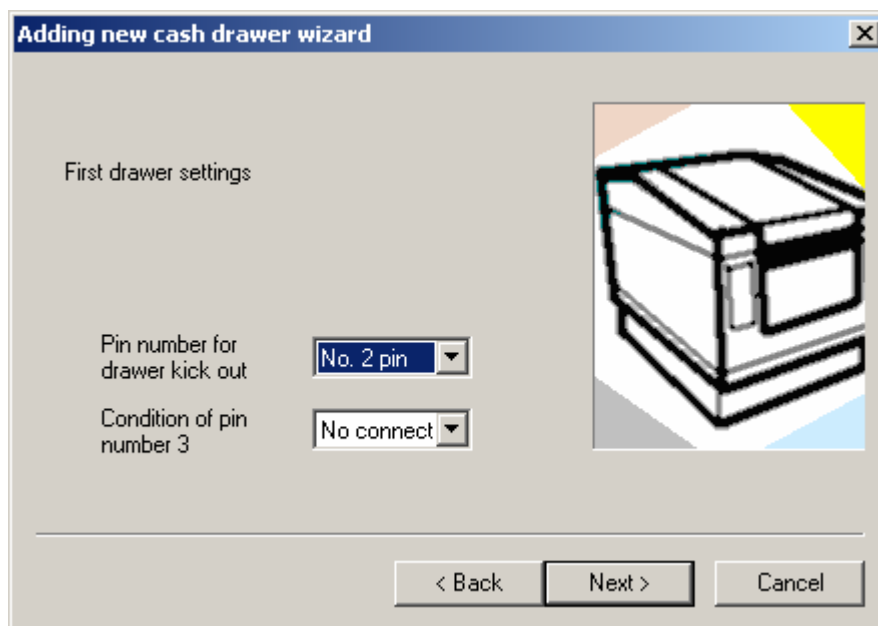 Adding new cash drawer wizard
First drawer settings
Pin number for
drawer kick out
No. 2 pin
Condition of pin
number 3
No connect
< Back
Next >
Cancel